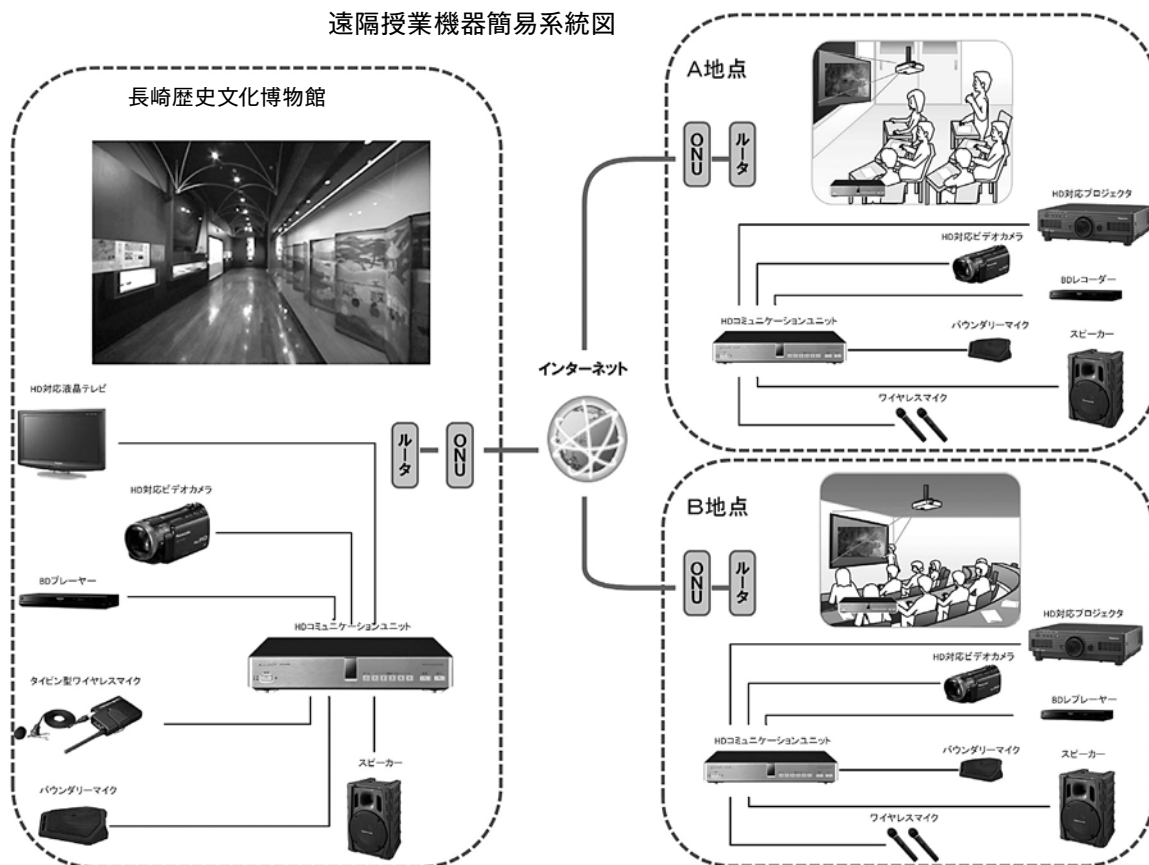 遠隔授業機器簡易系統図
長崎歴史文化博物館
HD対応液晶テレビ
HD対応ビデオカメラ
BDプレーヤー
HDコミュニケーションユニット
タイピン型ワイヤレスマイク
バウンダリーマイク
スピーカー
ルータ
ONU
インターネット
A地点
ONU
ルータ
HD対応プロジェクタ
HD対応ビデオカメラ
BDレコーダー
HDコミュニケーションユニット
バウンダリーマイク
スピーカー
ワイヤレスマイク
B地点
ONU
ルータ
HD対応プロジェクタ
HD対応ビデオカメラ
BDレプレーヤー
HDコミュニケーションユニット
バウンダリーマイク
スピーカー
ワイヤレスマイク